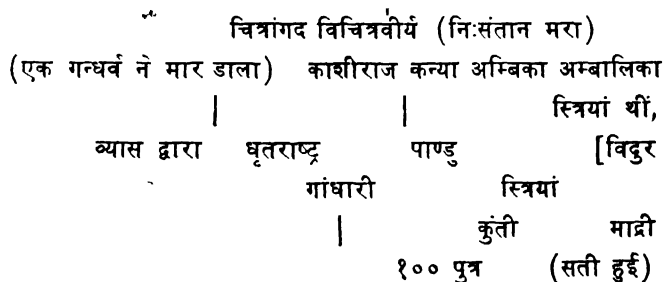 चित्रांगद विचित्रवीर्य (नि:संतान मरा)
(एक गन्धर्व ने मार डाला) काशीराज कन्या अम्बिका अम्बालिका
स्त्रियां थीं,
व्यास द्वारा धृतराष्ट्र पाण्डु [विदुर
गांधारी स्त्रियां
कुंती माद्री
१०० पुत्र (सती हुई)